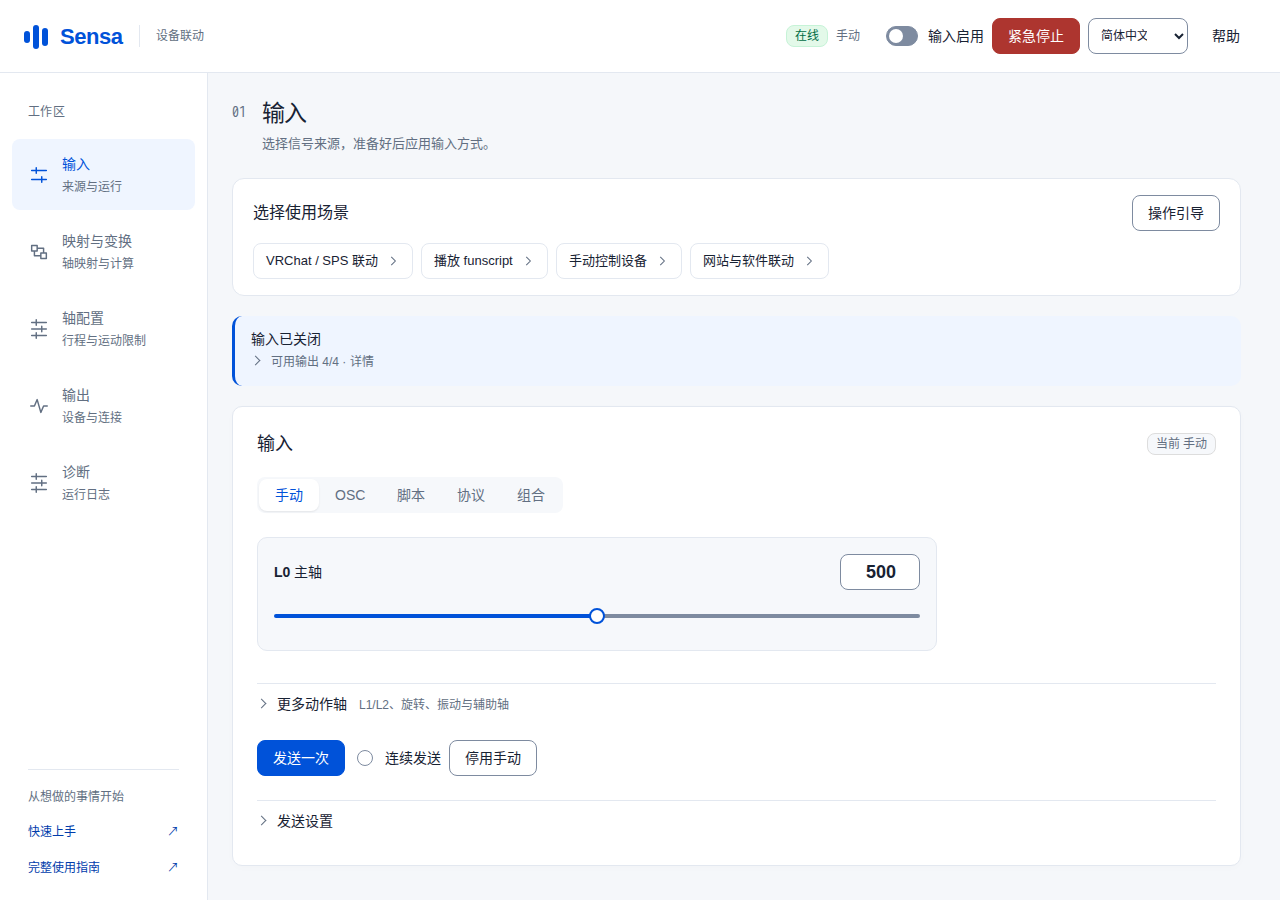 Sensa
设备联动
在线 手动
输入启用
紧急停止
简体中文
帮助
工作区
输入
来源与运行
映射与变换
轴映射与计算
轴配置
行程与运动限制
输出
设备与连接
诊断
运行日志
从想做的事情开始
快速上手 ↗
完整使用指南 ↗
01 输入
选择信号来源，准备好后应用输入方式。
选择使用场景
操作引导
VRChat / SPS 联动
播放 funscript
手动控制设备
网站与软件联动
输入已关闭
可用输出 4/4 · 详情
输入
当前 手动
手动 OSC 脚本 协议 组合
L0 主轴
500
更多动作轴 L1/L2、旋转、振动与辅助轴
发送一次
连续发送
停用手动
发送设置